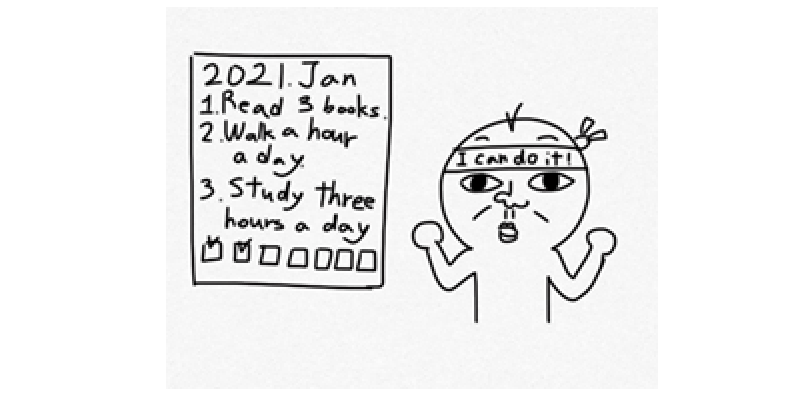 2021. Jan
1. Read 3 books.
2. Walk a hour
a day.
3. Study three
hours a day
I can do it!